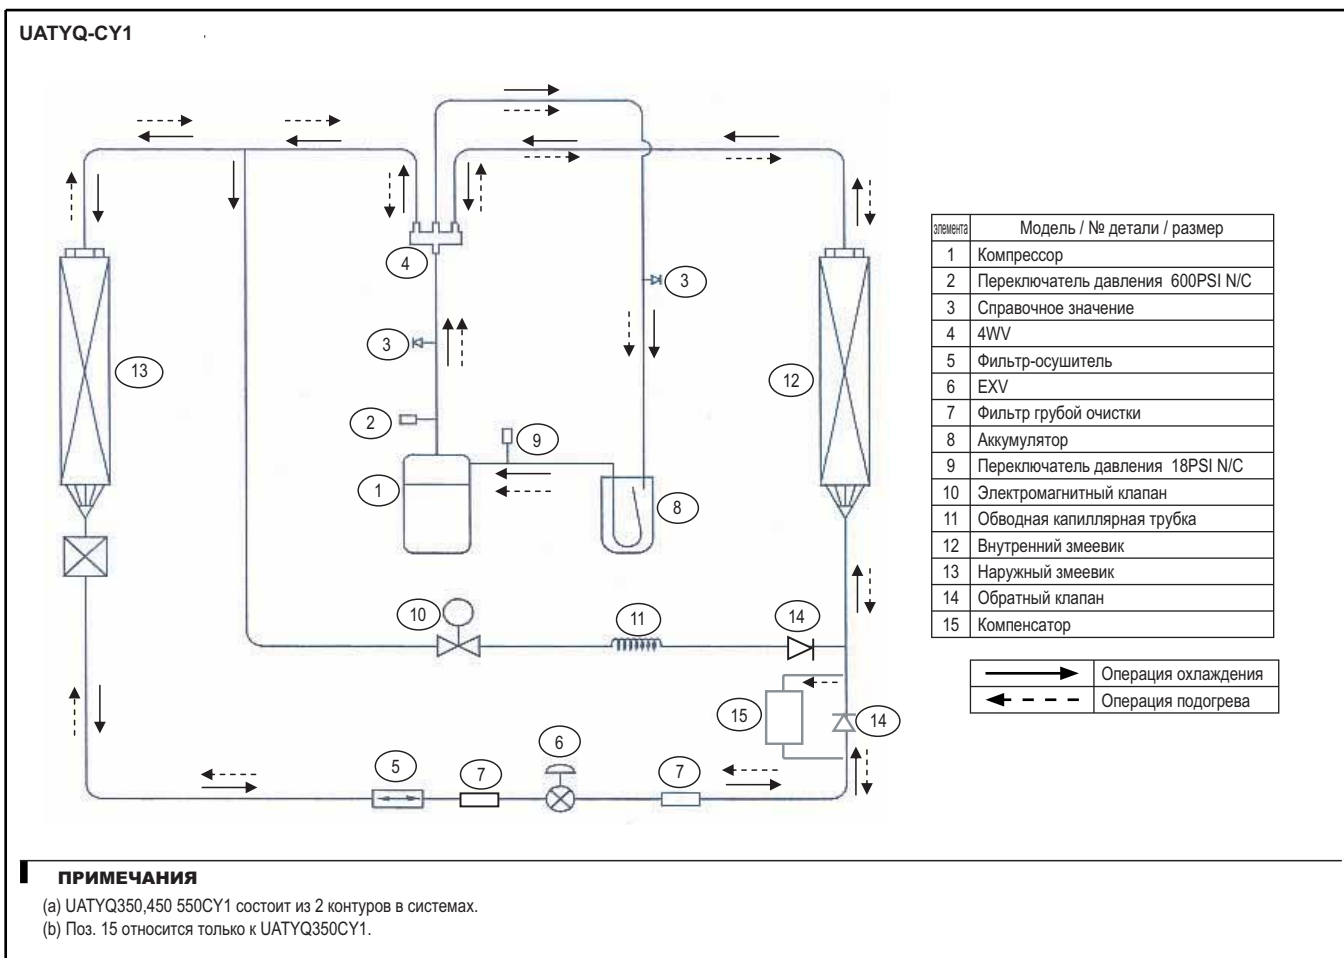 UATYQ-CY1
3
4
3
13
12
2
9
1
8
10
11
14
15
14
5
7
6
7
элемента Модель / № детали / размер
1 Компрессор
2 Переключатель давления 600PSI N/C
3 Справочное значение
4 4WV
5 Фильтр-осушитель
6 EXV
7 Фильтр грубой очистки
8 Аккумулятор
9 Переключатель давления 18PSI N/C
10 Электромагнитный клапан
11 Обводная капиллярная трубка
12 Внутренний змеевик
13 Наружный змеевик
14 Обратный клапан
15 Компенсатор
Операция охлаждения
Операция подогрева
ПРИМЕЧАНИЯ
(a) UATYQ350,450 550CY1 состоит из 2 контуров в системах.
(b) Поз. 15 относится только к UATYQ350CY1.